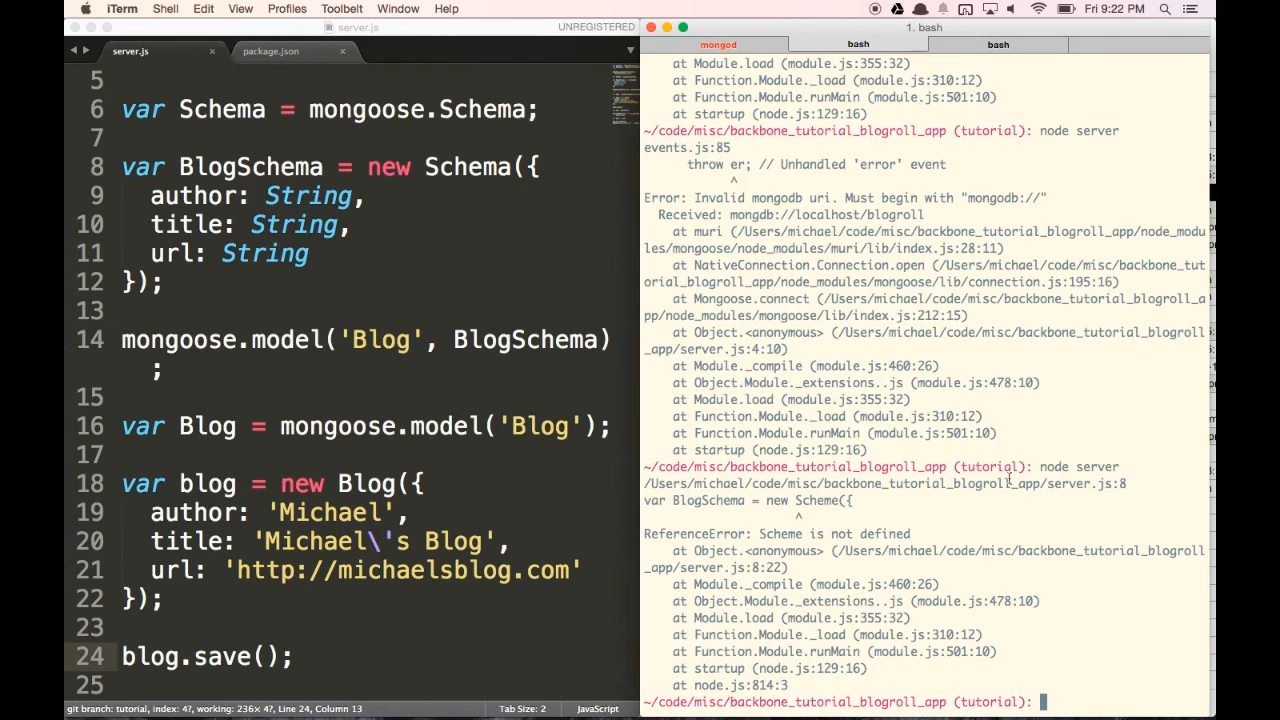 iTerm Shell Edit View Profiles Toolbelt Window Help Fri 9:22 PM
server.js UNREGISTERED
server.js × package.json ×
5
6 var Schema = mongoose.Schema;
7
8 var BlogSchema = new Schema({
9 author: String,
10 title: String,
11 url: String
12 });
13
14 mongoose.model('Blog', BlogSchema)
;
15
16 var Blog = mongoose.model('Blog');
17
18 var blog = new Blog({
19 author: 'Michael',
20 title: 'Michael\'s Blog',
21 url: 'http://michaelsblog.com'
22 });
23
24 blog.save();
25
git branch: tutorial, index: 4?, working: 236≠ 4?, Line 24, Column 13 Tab Size: 2 JavaScript
1. bash
mongod bash bash
at Module.load (module.js:355:32)
at Function.Module._load (module.js:310:12)
at Function.Module.runMain (module.js:501:10)
at startup (node.js:129:16)
~/code/misc/backbone_tutorial_blogroll_app (tutorial): node server
events.js:85
throw er; // Unhandled 'error' event
^
Error: Invalid mongodb uri. Must begin with "mongodb://"
Received: mongdb://localhost/blogroll
at muri (/Users/michael/code/misc/backbone_tutorial_blogroll_app/node_modu
les/mongoose/node_modules/muri/lib/index.js:28:11)
at NativeConnection.Connection.open (/Users/michael/code/misc/backbone_tut
orial_blogroll_app/node_modules/mongoose/lib/connection.js:195:16)
at Mongoose.connect (/Users/michael/code/misc/backbone_tutorial_blogroll_a
pp/node_modules/mongoose/lib/index.js:212:15)
at Object.<anonymous> (/Users/michael/code/misc/backbone_tutorial_blogroll
_app/server.js:4:10)
at Module._compile (module.js:460:26)
at Object.Module._extensions..js (module.js:478:10)
at Module.load (module.js:355:32)
at Function.Module._load (module.js:310:12)
at Function.Module.runMain (module.js:501:10)
at startup (node.js:129:16)
~/code/misc/backbone_tutorial_blogroll_app (tutorial): node server
/Users/michael/code/misc/backbone_tutorial_blogroll_app/server.js:8
var BlogSchema = new Scheme({
^
ReferenceError: Scheme is not defined
at Object.<anonymous> (/Users/michael/code/misc/backbone_tutorial_blogroll
_app/server.js:8:22)
at Module._compile (module.js:460:26)
at Object.Module._extensions..js (module.js:478:10)
at Module.load (module.js:355:32)
at Function.Module._load (module.js:310:12)
at Function.Module.runMain (module.js:501:10)
at startup (node.js:129:16)
at node.js:814:3
~/code/misc/backbone_tutorial_blogroll_app (tutorial):